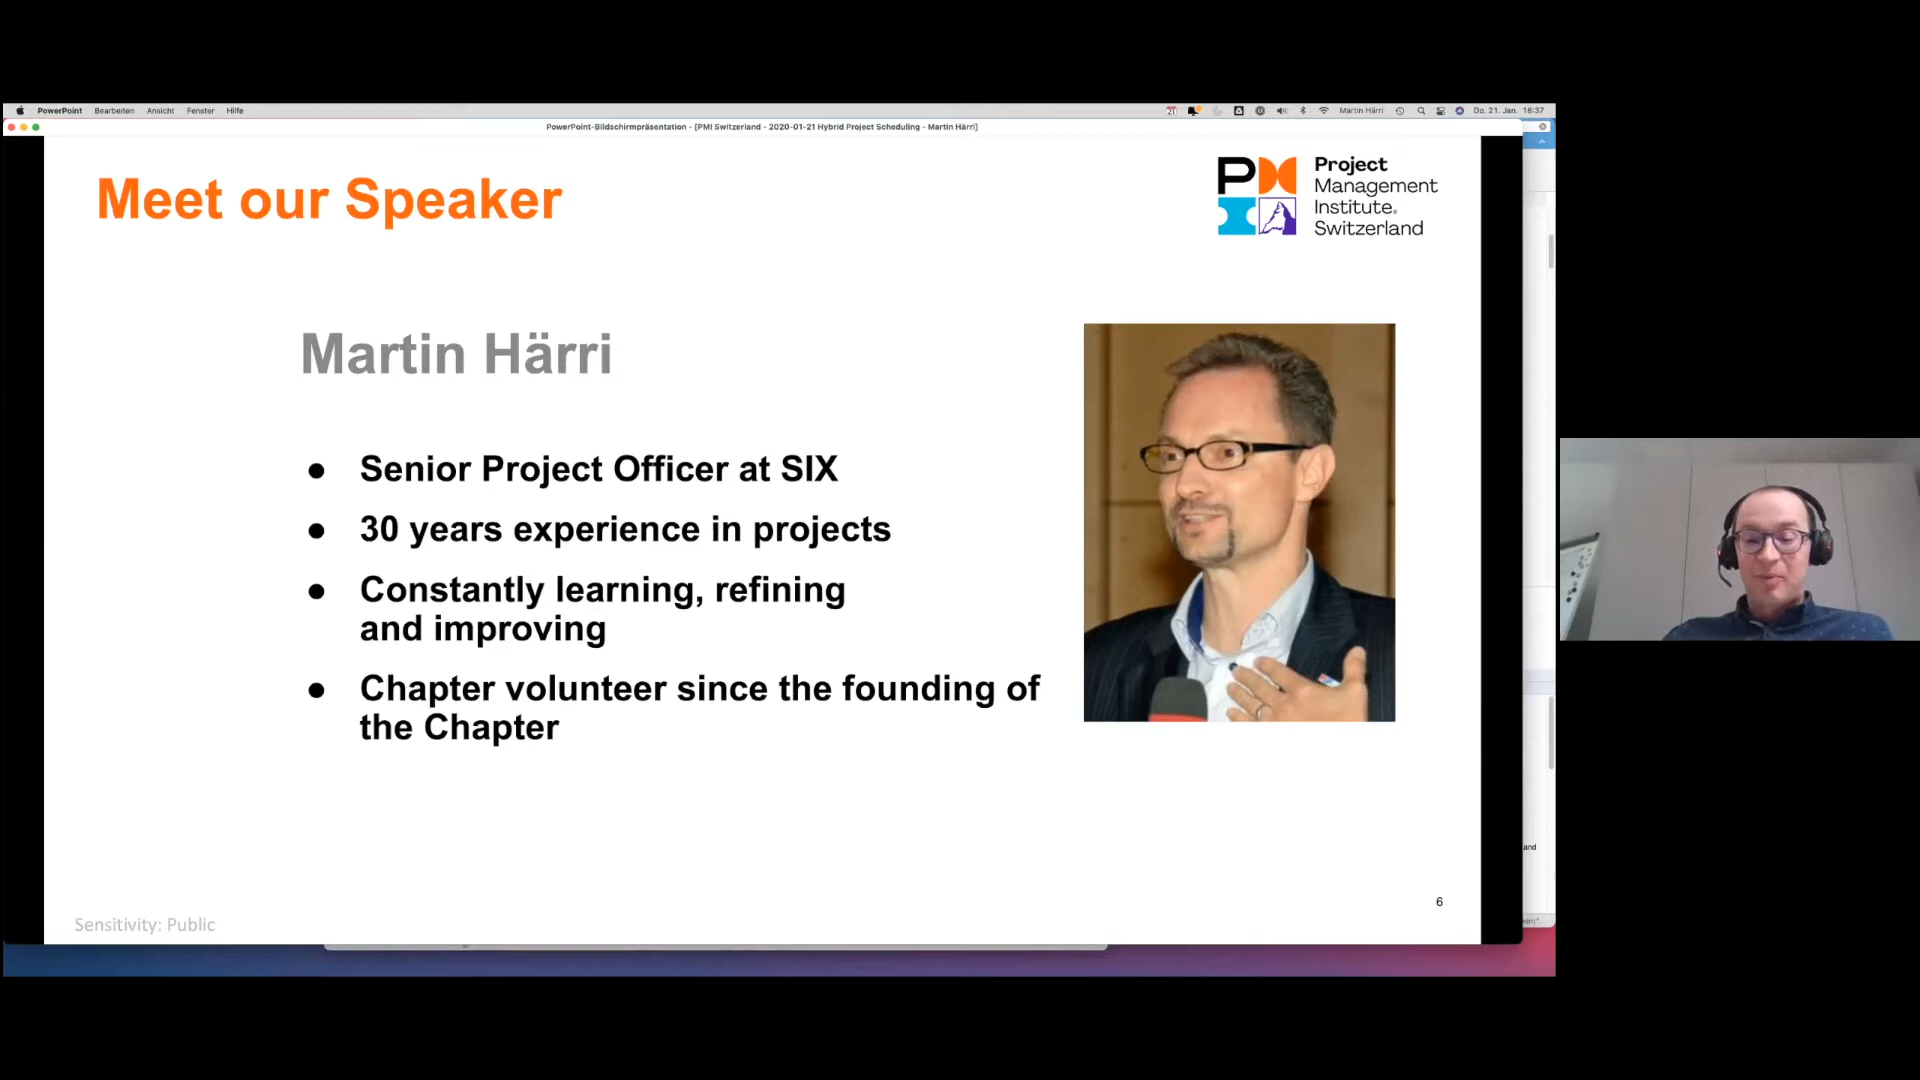 PowerPoint Bearbeiten Ansicht Fenster Hilfe
Martin Härri Do. 21. Jan. 18:37
PowerPoint-Bildschirmpräsentation - [PMI Switzerland - 2020-01-21 Hybrid Project Scheduling - Martin Härri]
Meet our Speaker
Project
Management
Institute.
Switzerland
Martin Härri
● Senior Project Officer at SIX
● 30 years experience in projects
● Constantly learning, refining
and improving
● Chapter volunteer since the founding of
the Chapter
and
6
Sensitivity: Public